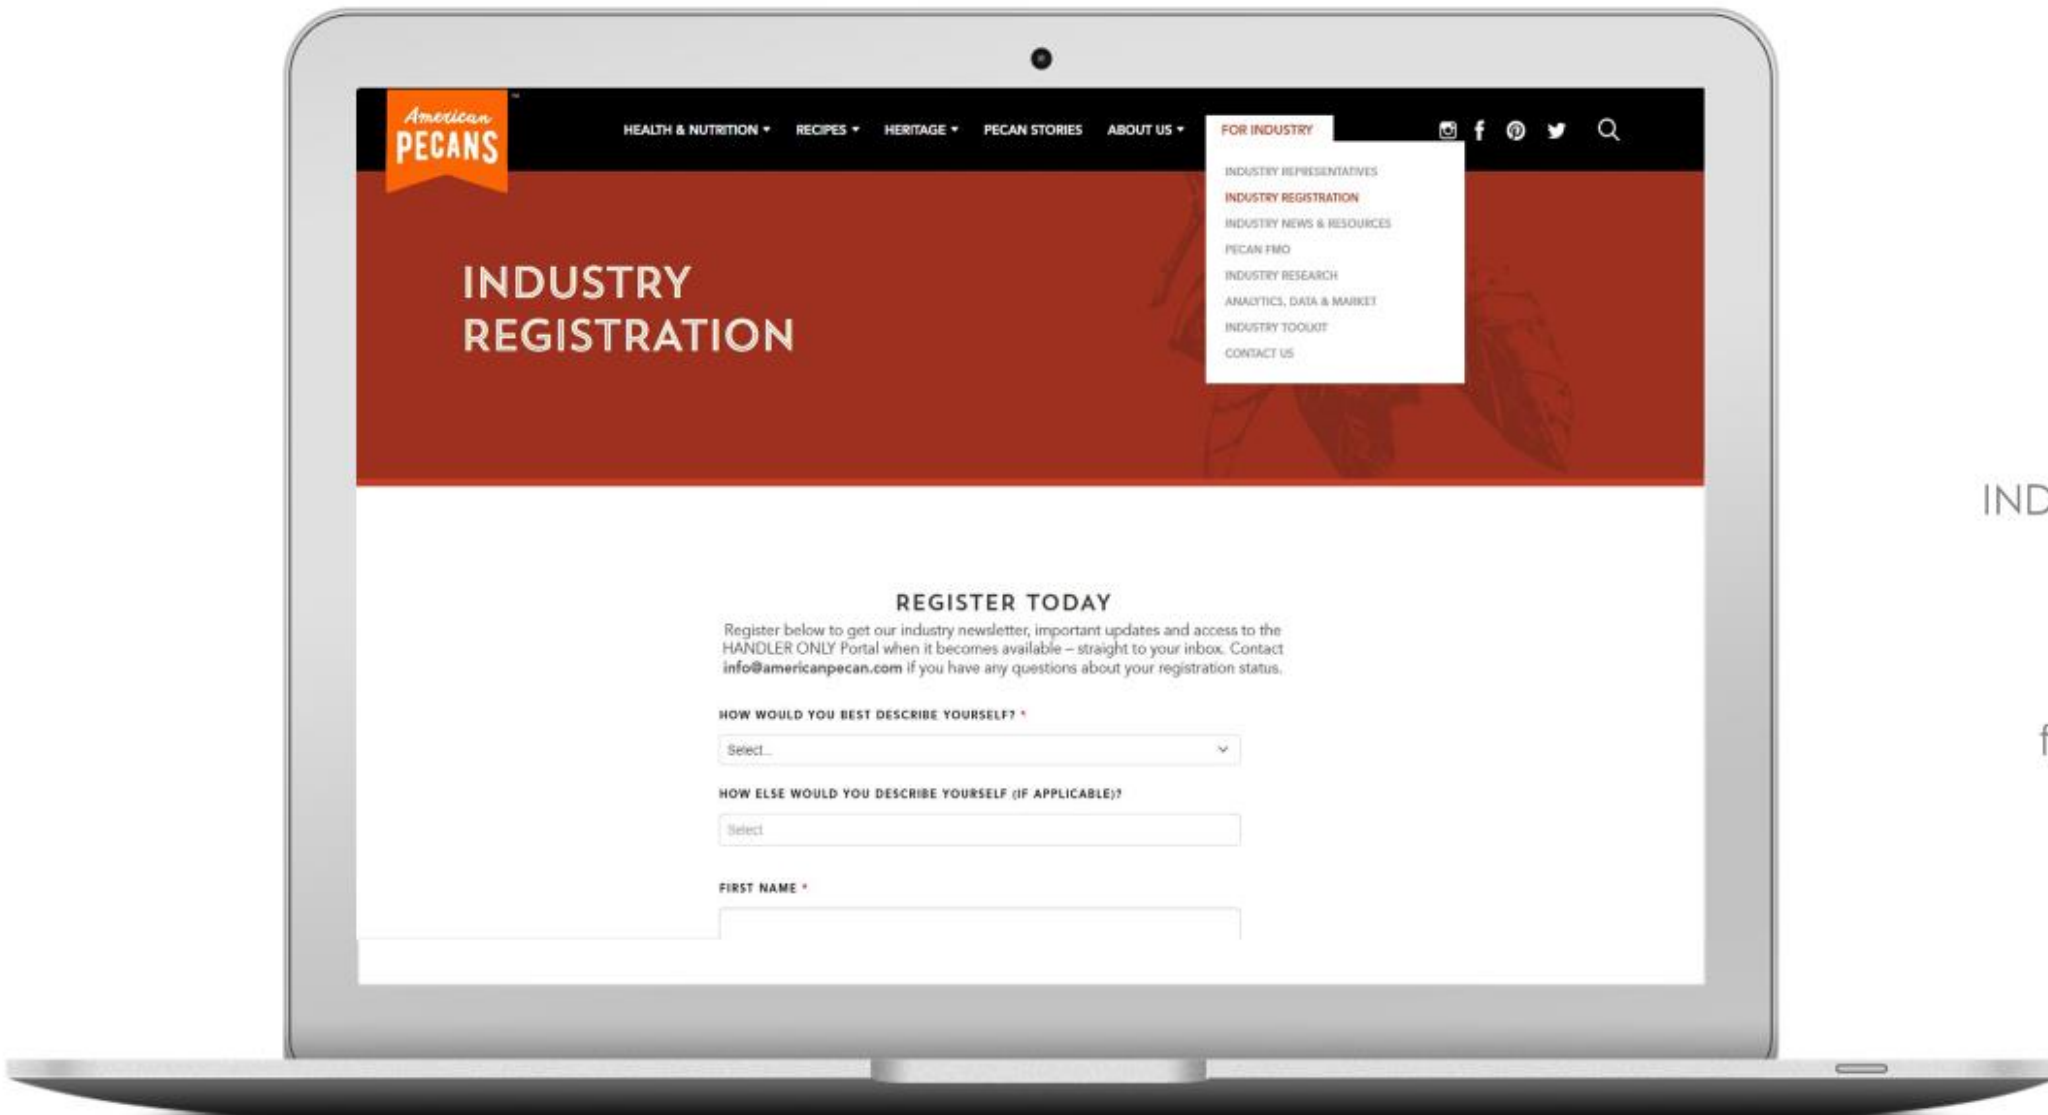 American
PECANS
™
HEALTH & NUTRITION RECIPES HERITAGE PECAN STORIES ABOUT US FOR INDUSTRY
INDUSTRY REPRESENTATIVES
INDUSTRY REGISTRATION
INDUSTRY NEWS & RESOURCES
PECAN FMO
INDUSTRY RESEARCH
ANALYTICS, DATA & MARKET
INDUSTRY TOOLKIT
CONTACT US
INDUSTRY
REGISTRATION
REGISTER TODAY
Register below to get our industry newsletter, important updates and access to the
HANDLER ONLY Portal when it becomes available – straight to your inbox. Contact
info@americanpecan.com if you have any questions about your registration status.
HOW WOULD YOU BEST DESCRIBE YOURSELF? *
Select...
HOW ELSE WOULD YOU DESCRIBE YOURSELF (IF APPLICABLE)?
Select
FIRST NAME *